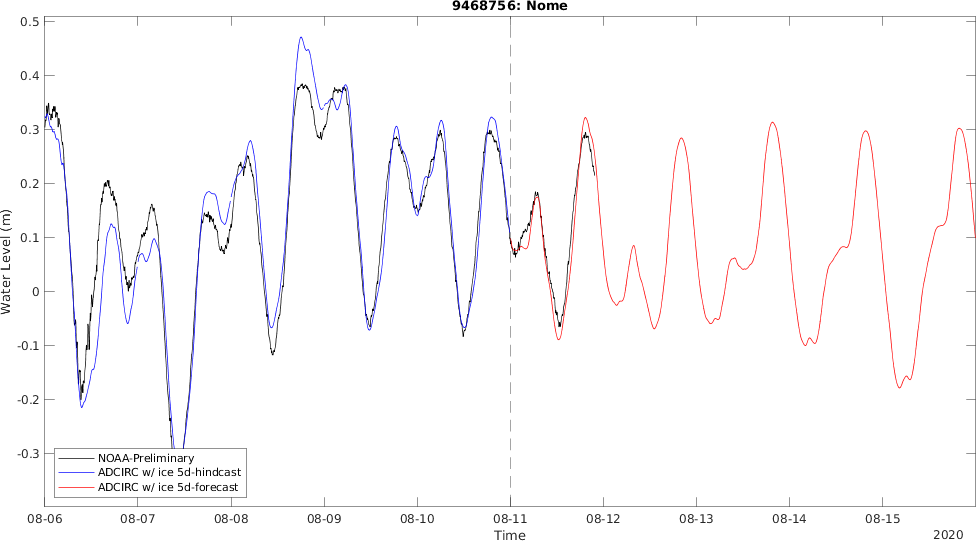 9468756: Nome
0.5
0.4
0.3
0.2
0.1
0
-0.1
-0.2
-0.3
Water Level (m)
NOAA-Preliminary
ADCIRC w/ ice 5d-hindcast
ADCIRC w/ ice 5d-forecast
08-06 08-07 08-08 08-09 08-10 08-11 08-12 08-13 08-14 08-15
Time
2020